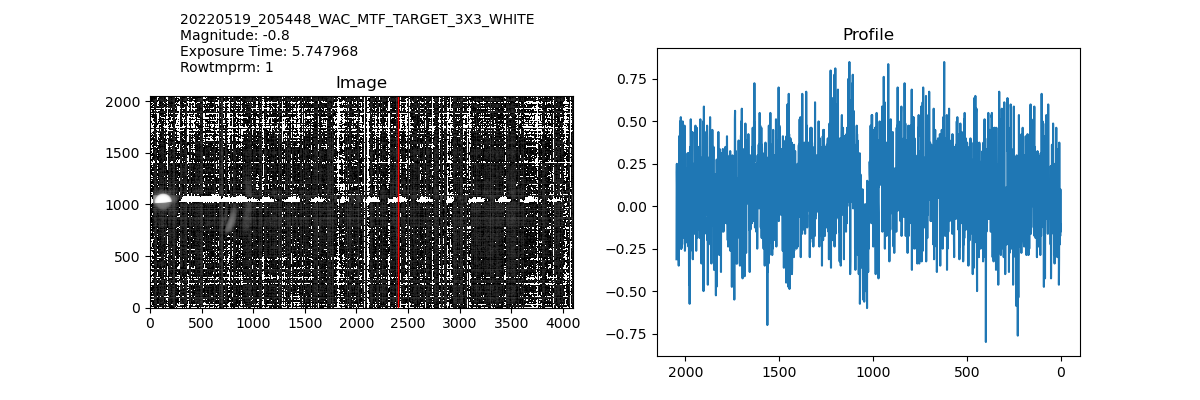 20220519_205448_WAC_MTF_TARGET_3X3_WHITE
Magnitude: -0.8
Exposure Time: 5.747968
Rowtmprm: 1
Image
2000
1500
1000
500
0
0 500 1000 1500 2000 2500 3000 3500 4000
Profile
0.75
0.50
0.25
0.00
−0.25
−0.50
−0.75
2000 1500 1000 500 0